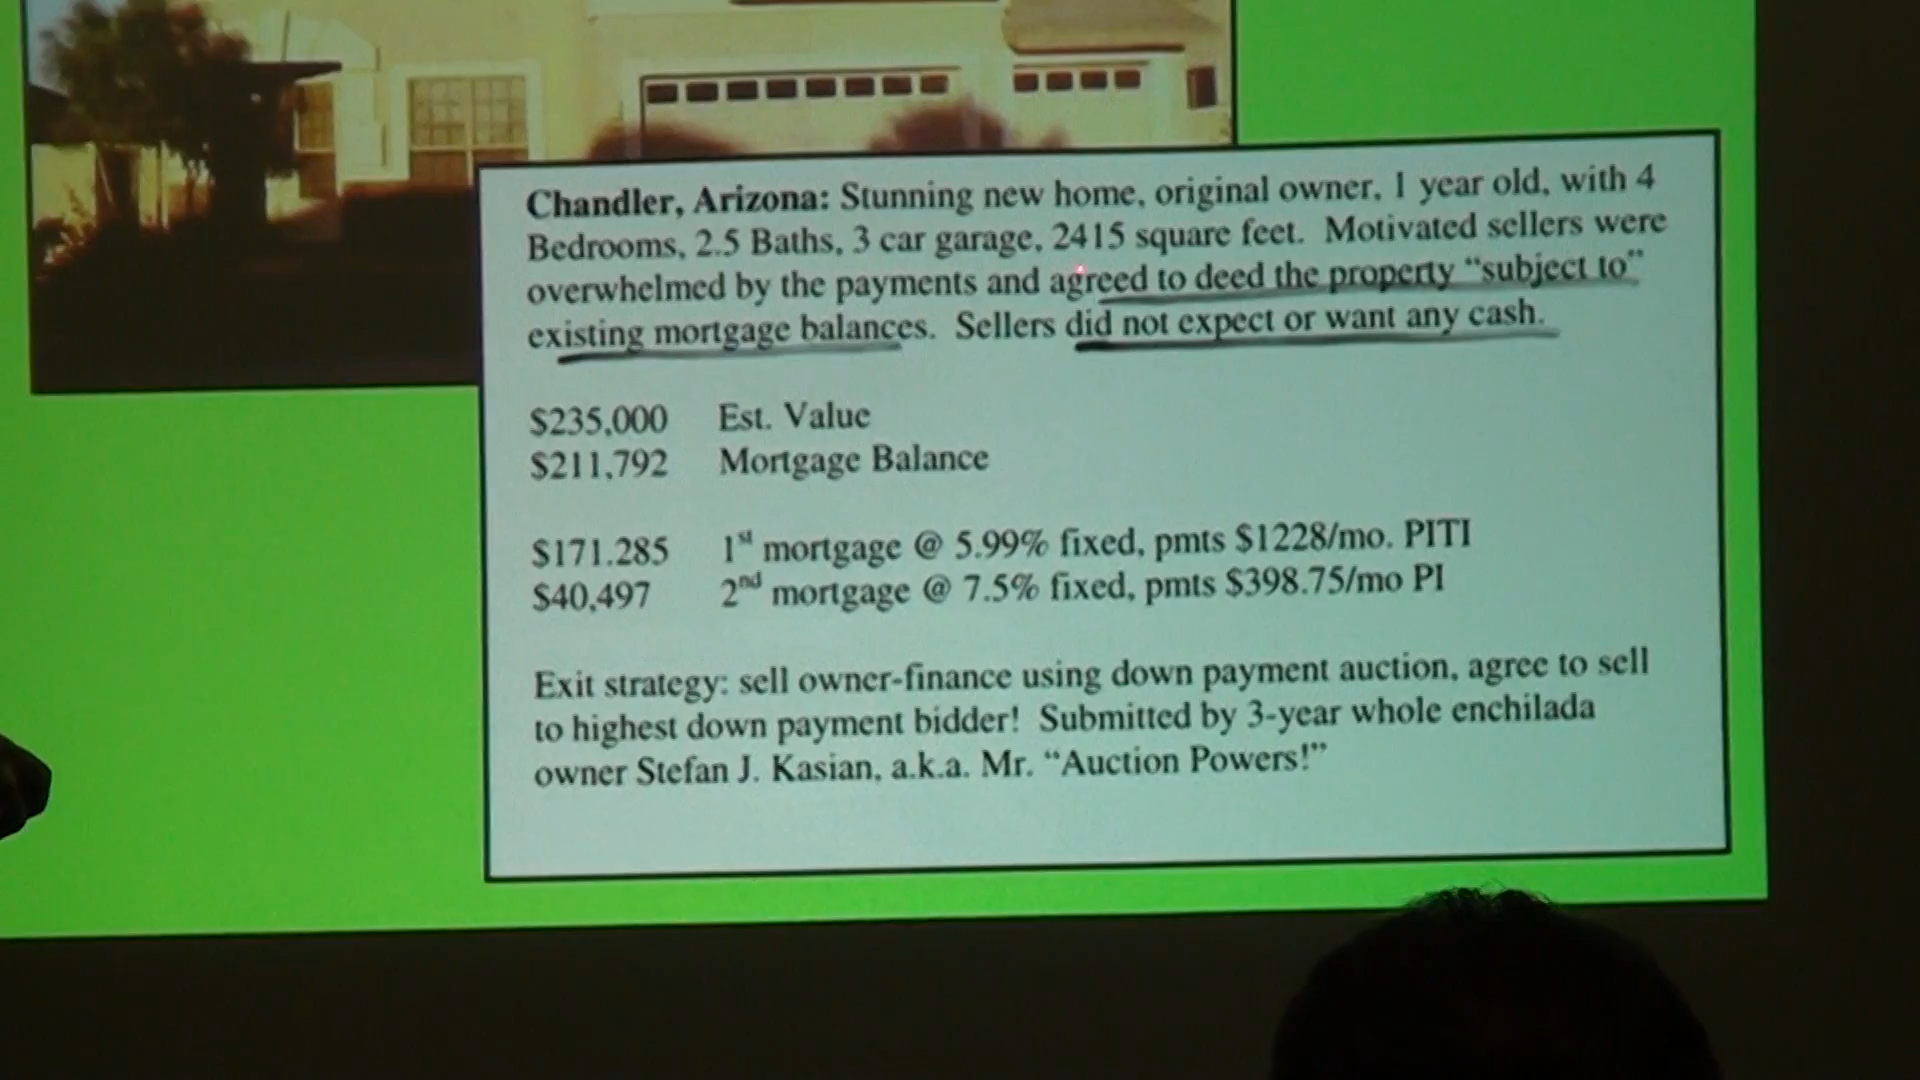 Chandler, Arizona: Stunning new home, original owner, 1 year old, with 4
Bedrooms, 2.5 Baths, 3 car garage, 2415 square feet. Motivated sellers were
overwhelmed by the payments and agreed to deed the property “subject to”
existing mortgage balances. Sellers did not expect or want any cash.
$235,000 Est. Value
$211,792 Mortgage Balance
$171.285 1st mortgage @ 5.99% fixed, pmts $1228/mo. PITI
$40,497 2nd mortgage @ 7.5% fixed, pmts $398.75/mo PI
Exit strategy: sell owner-finance using down payment auction, agree to sell
to highest down payment bidder! Submitted by 3-year whole enchilada
owner Stefan J. Kasian, a.k.a. Mr. “Auction Powers!”